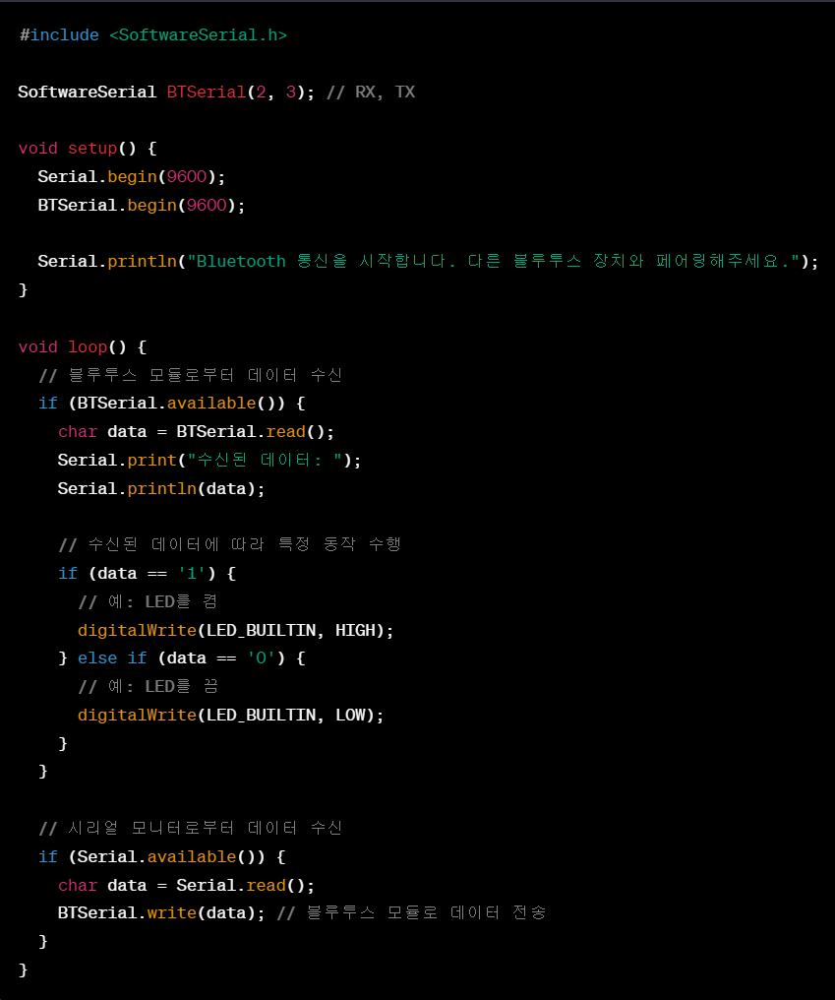 #include <SoftwareSerial.h>
SoftwareSerial BTSerial(2, 3); // RX, TX
void setup() {
Serial.begin(9600);
BTSerial.begin(9600);
Serial.println("Bluetooth 통신을 시작합니다. 다른 블루투스 장치와 페어링해주세요.");
}
void loop() {
// 블루투스 모듈로부터 데이터 수신
if (BTSerial.available()) {
char data = BTSerial.read();
Serial.print("수신된 데이터: ");
Serial.println(data);
// 수신된 데이터에 따라 특정 동작 수행
if (data == '1') {
// 예: LED를 켬
digitalWrite(LED_BUILTIN, HIGH);
} else if (data == '0') {
// 예: LED를 끔
digitalWrite(LED_BUILTIN, LOW);
}
}
// 시리얼 모니터로부터 데이터 수신
if (Serial.available()) {
char data = Serial.read();
BTSerial.write(data); // 블루투스 모듈로 데이터 전송
}
}